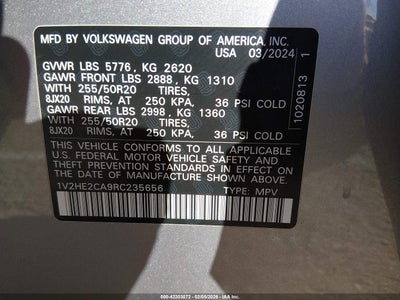 MFD BY VOLKSWAGEN GROUP OF AMERICA, INC.
USA 03/2024
GVWR LBS 5776, KG 2620
GAWR FRONT LBS 2888, KG 1310
WITH 255/50R20 TIRES,
8JX20 RIMS, AT 250 KPA, 36 PSI COLD
GAWR REAR LBS 2998, KG 1360
WITH 255/50R20 TIRES,
8JX20 RIMS, AT 250 KPA, 36 PSI COLD
THIS VEHICLE CONFORMS TO ALL APPLICABLE
U.S. FEDERAL MOTOR VEHICLE SAFETY AND THEFT
PREVENTION STANDARDS IN EFFECT ON THE
DATE OF MANUFACTURE SHOWN ABOVE.
1V2HE2CA9RC235656 TYPE: MPV
1020813 1